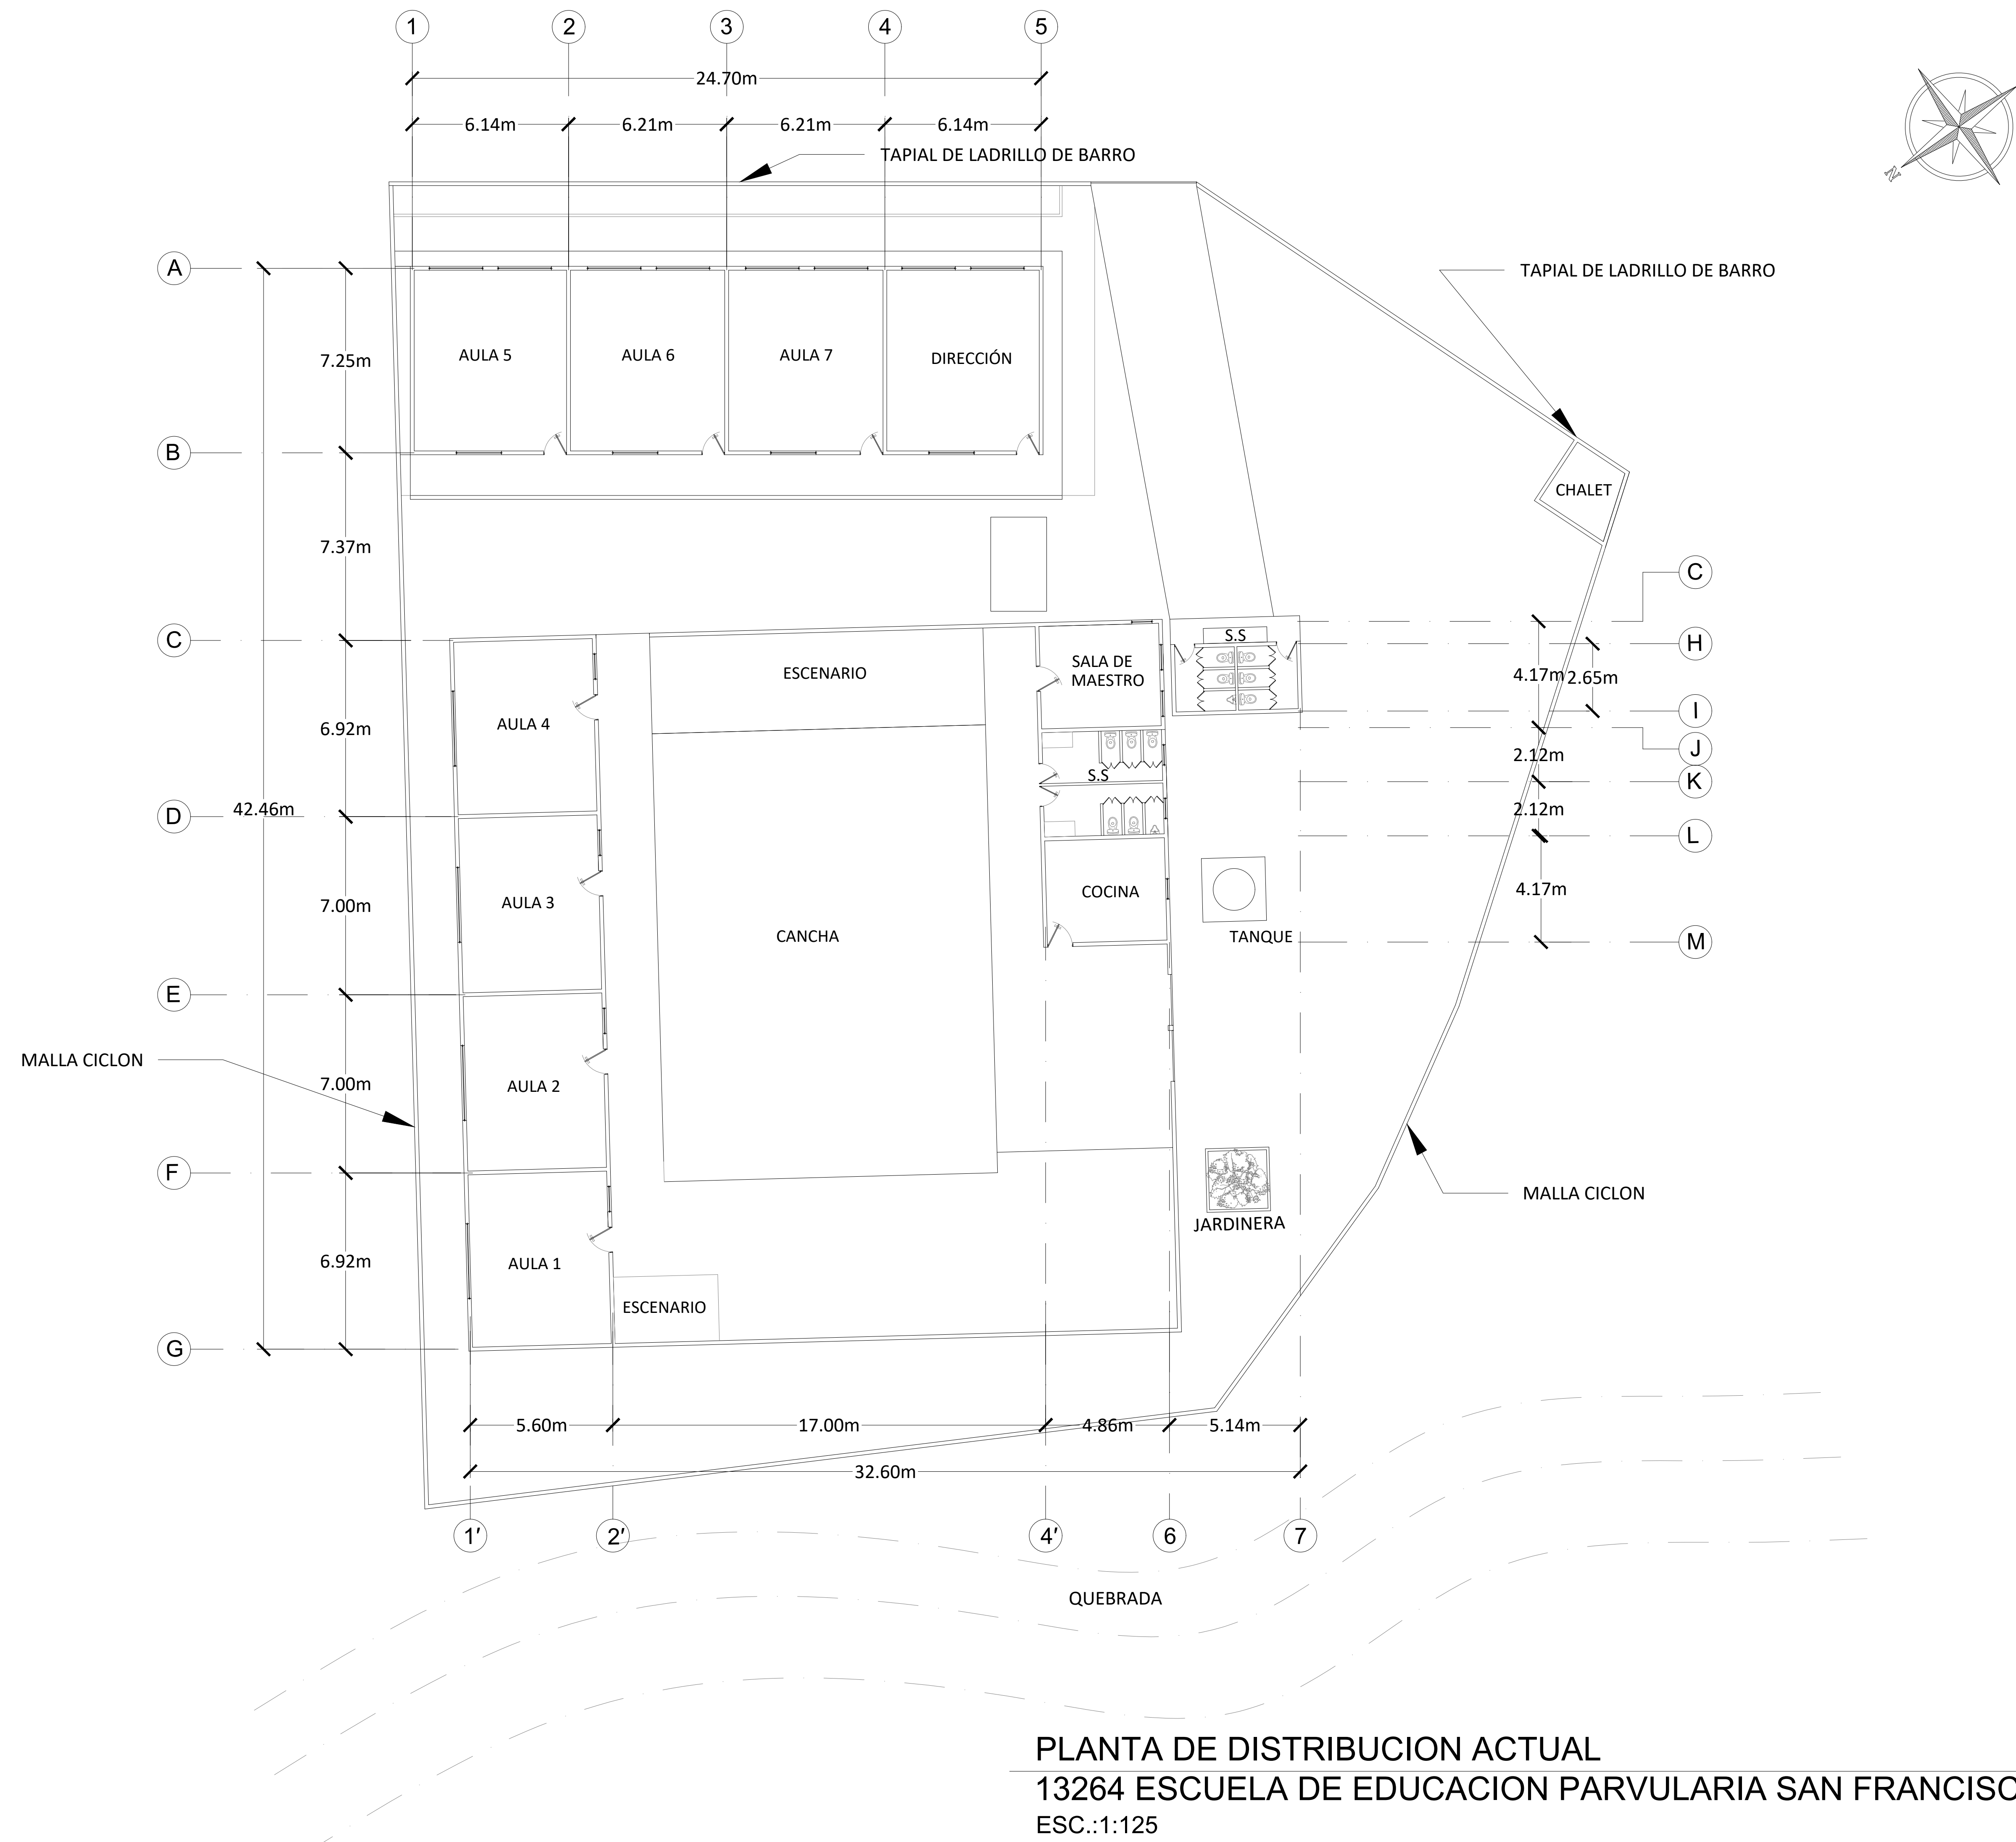 1 2 3 4 5
24.70m
6.14m 6.21m 6.21m 6.14m
TAPIAL DE LADRILLO DE BARRO
N
A
TAPIAL DE LADRILLO DE BARRO
7.25m
AULA 5 AULA 6 AULA 7 DIRECCIÓN
B
CHALET
7.37m
C
C
S.S
H
ESCENARIO
SALA DE
MAESTRO
4.17m 2.65m
I
AULA 4
6.92m
J
2.12m
S.S
K
42.46m
D
2.12m
L
AULA 3
7.00m
COCINA
4.17m
CANCHA
TANQUE
M
E
MALLA CICLON
7.00m
AULA 2
F
MALLA CICLON
JARDINERA
6.92m
AULA 1
ESCENARIO
G
5.60m 17.00m 4.86m 5.14m
32.60m
1' 2' 4' 6 7
QUEBRADA
PLANTA DE DISTRIBUCION ACTUAL
13264 ESCUELA DE EDUCACION PARVULARIA SAN FRANCISC
ESC.:1:125